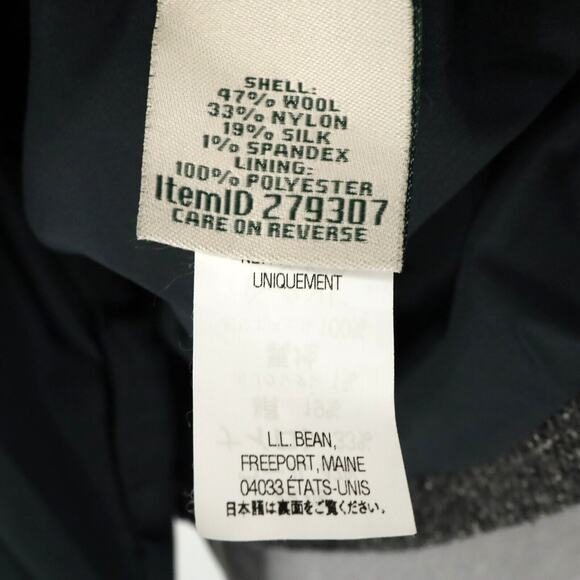 SHELL:
47% WOOL
33% NYLON
19% SILK
1% SPANDEX
LINING:
100% POLYESTER
ItemID 279307
CARE ON REVERSE
UNIQUEMENT
L.L. BEAN,
FREEPORT, MAINE
04033 ÉTATS-UNIS
日本語は裏面をご覧ください.